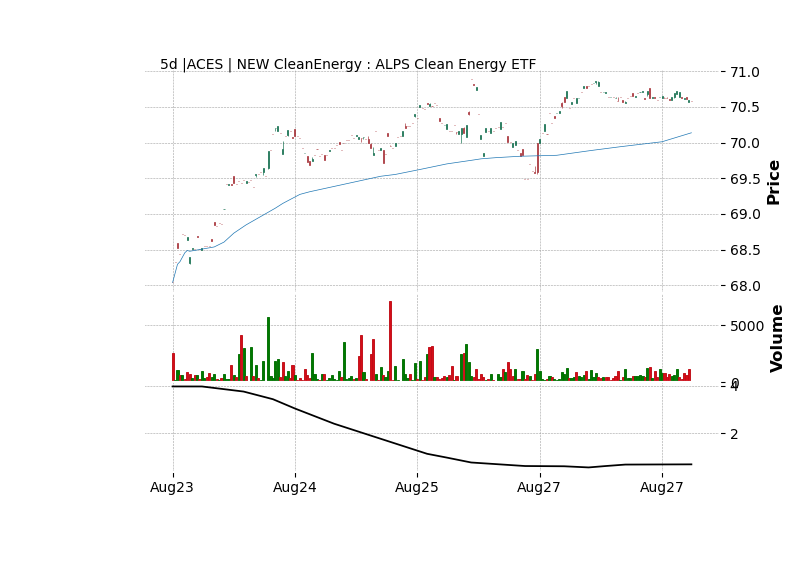 5d |ACES | NEW CleanEnergy : ALPS Clean Energy ETF
71.0
70.5
70.0
69.5
69.0
68.5
68.0
Price
5000
0
Volume
4
2
Aug23 Aug24 Aug25 Aug27 Aug27